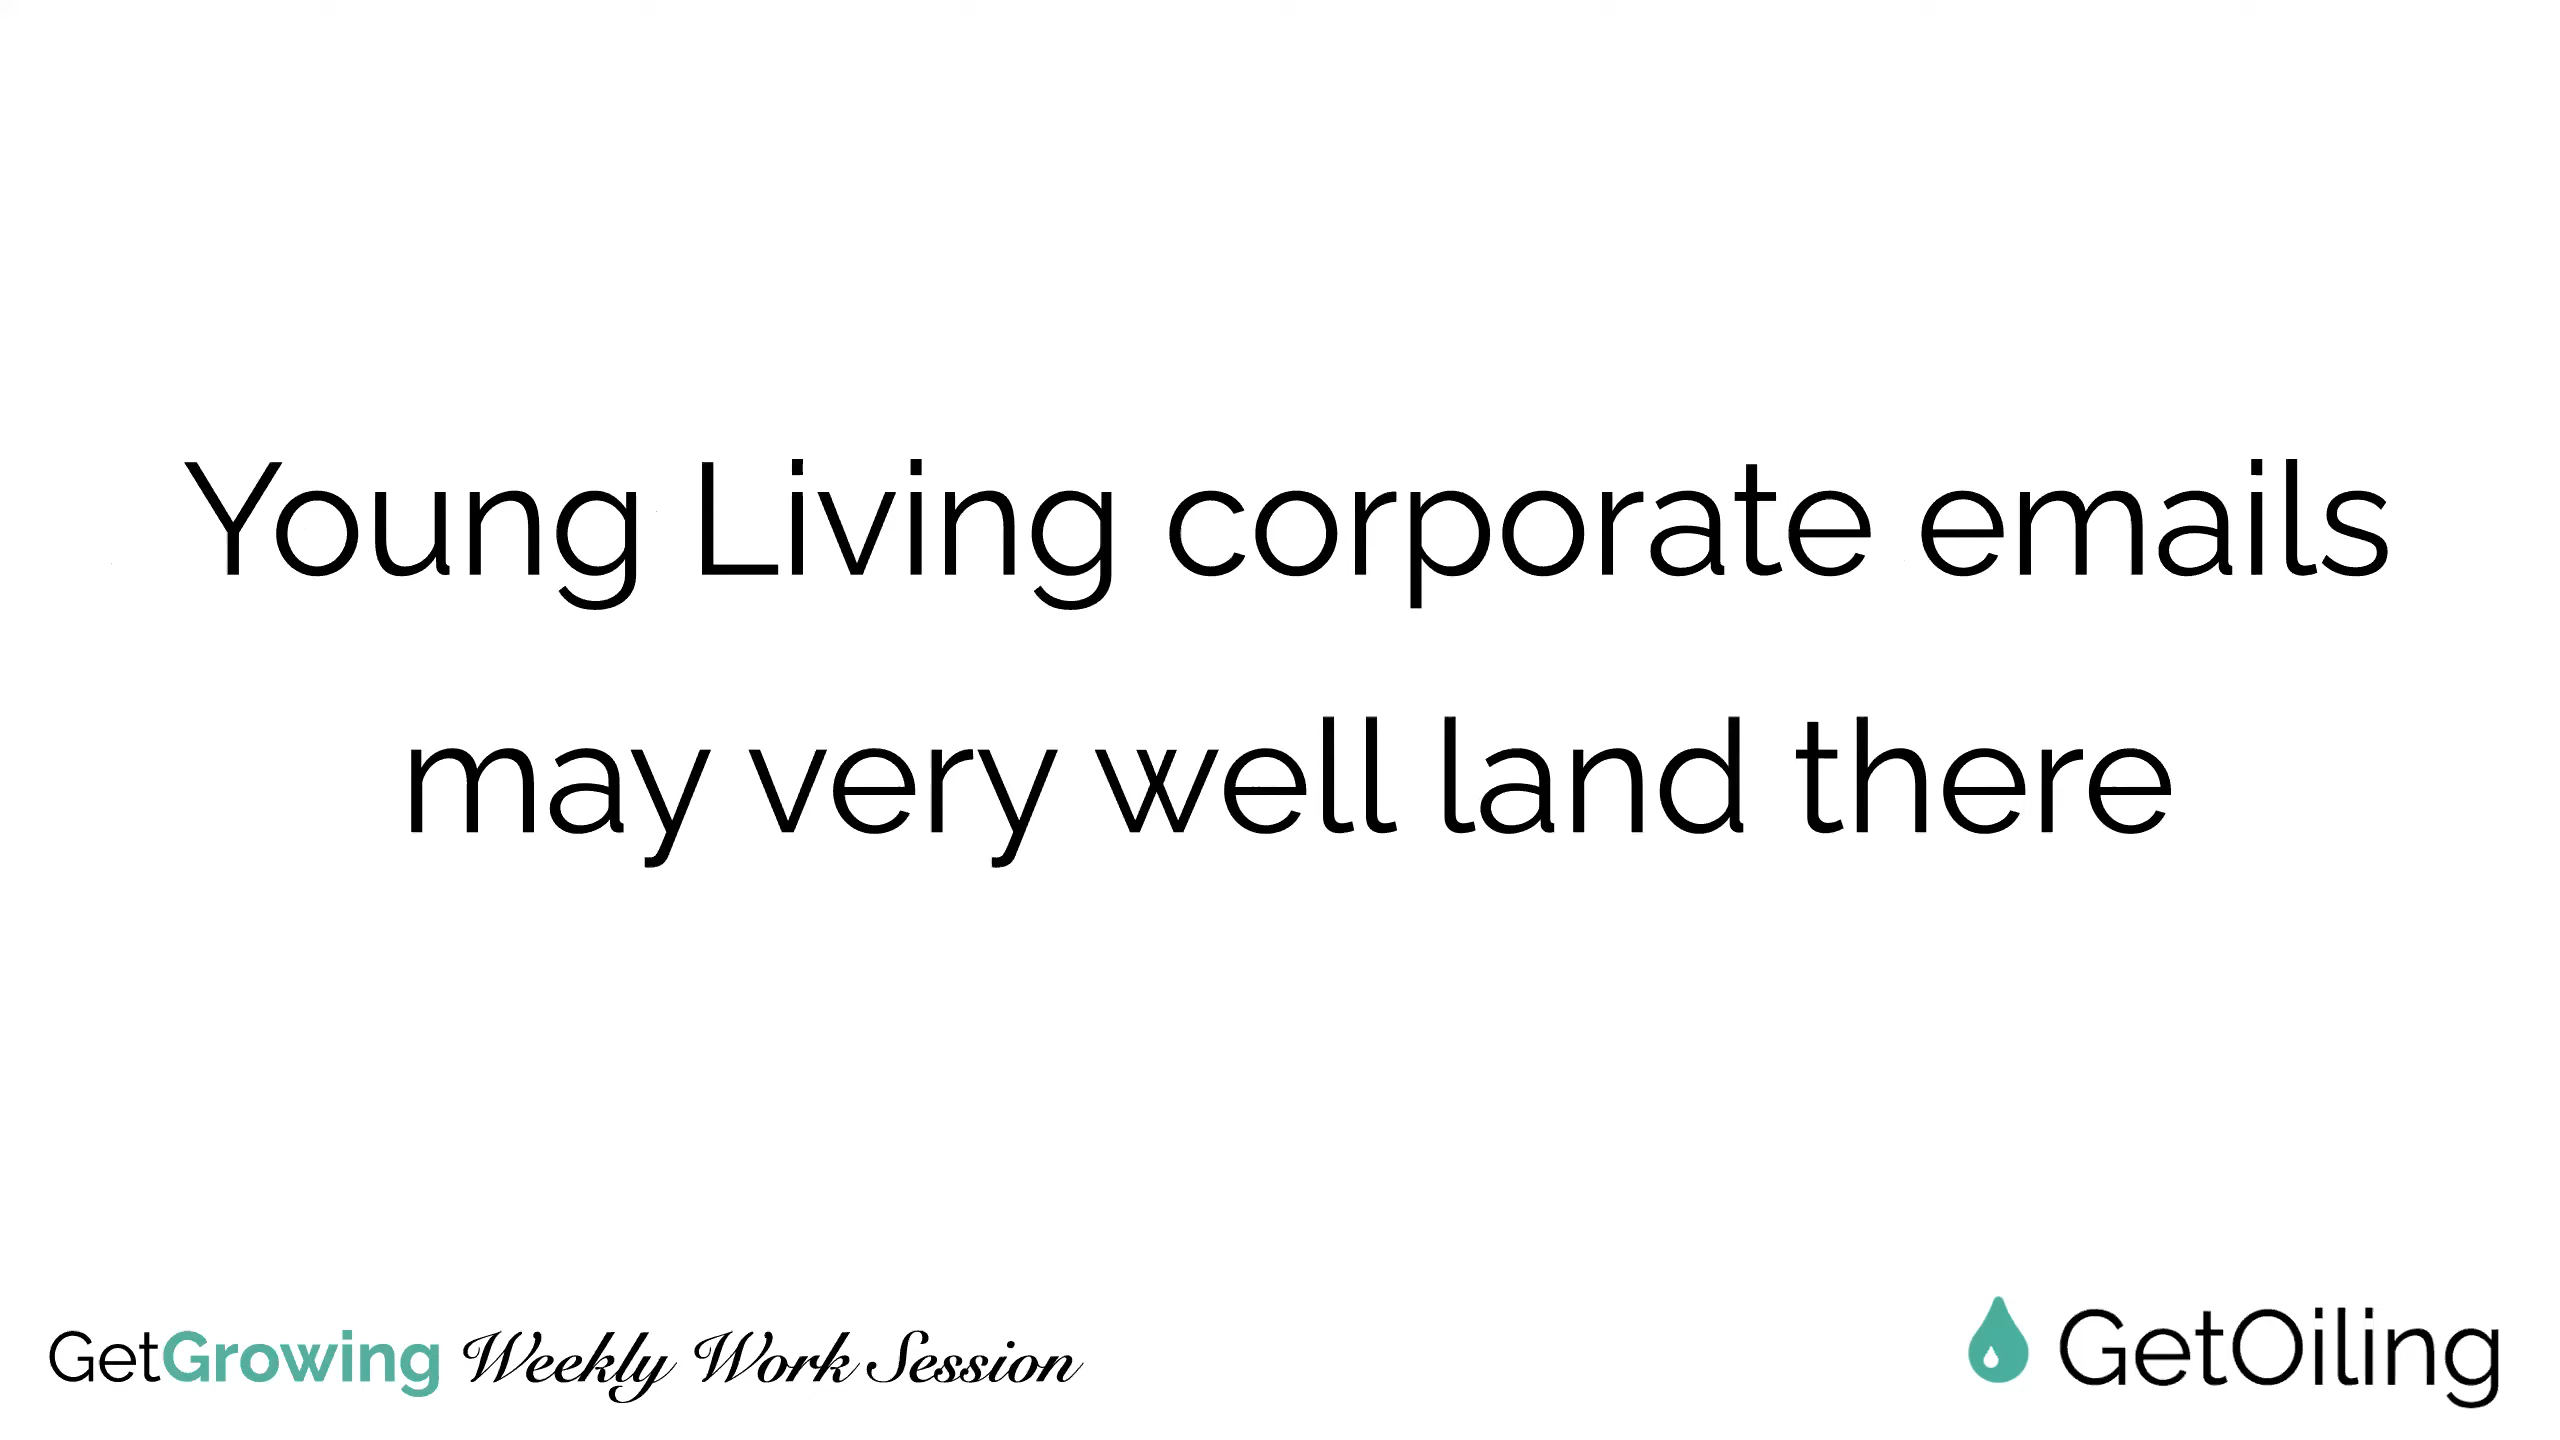 Young Living corporate emails
may very well land there
GetGrowing Weekly Work Session
GetOiling